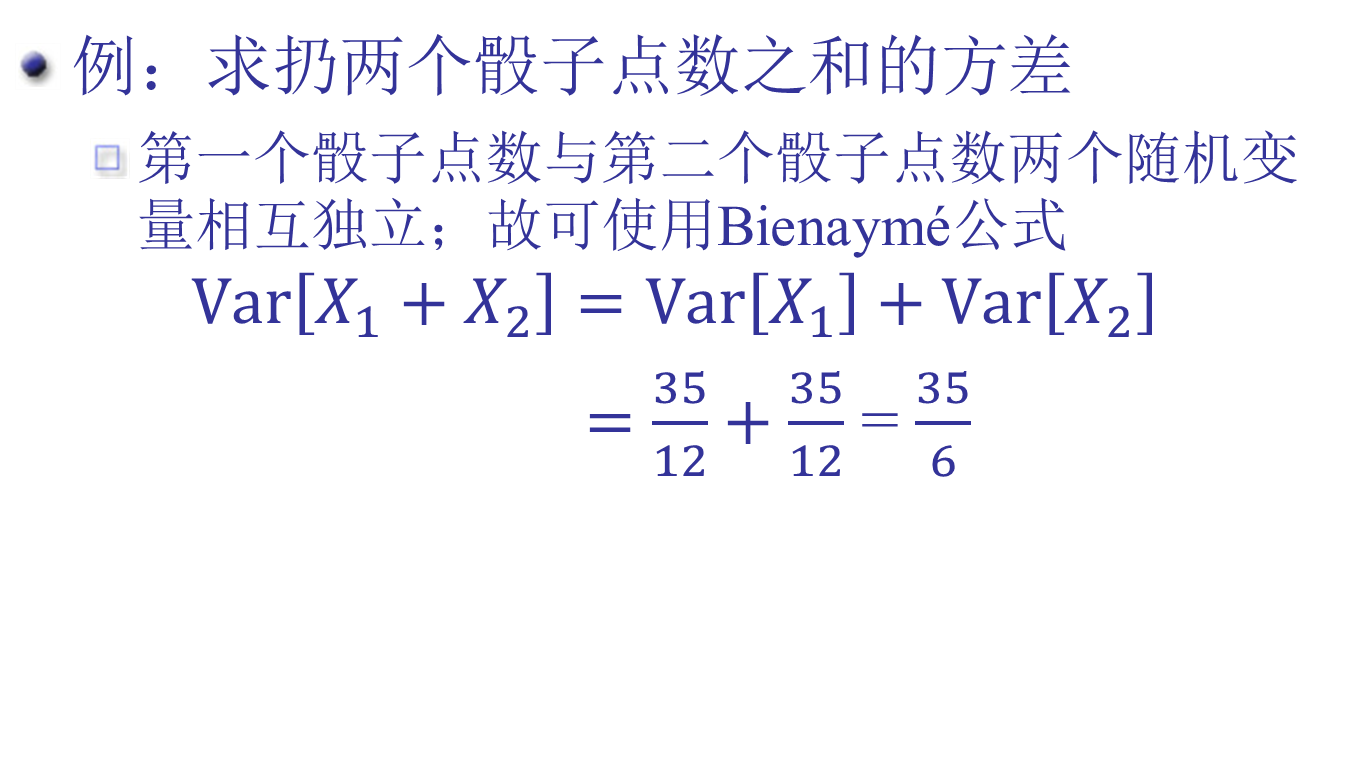 例：求扔两个骰子点数之和的方差
第一个骰子点数与第二个骰子点数两个随机变
量相互独立；故可使用Bienaymé公式
Var[X₁ + X₂] = Var[X₁] + Var[X₂]
= 35/12 + 35/12 = 35/6